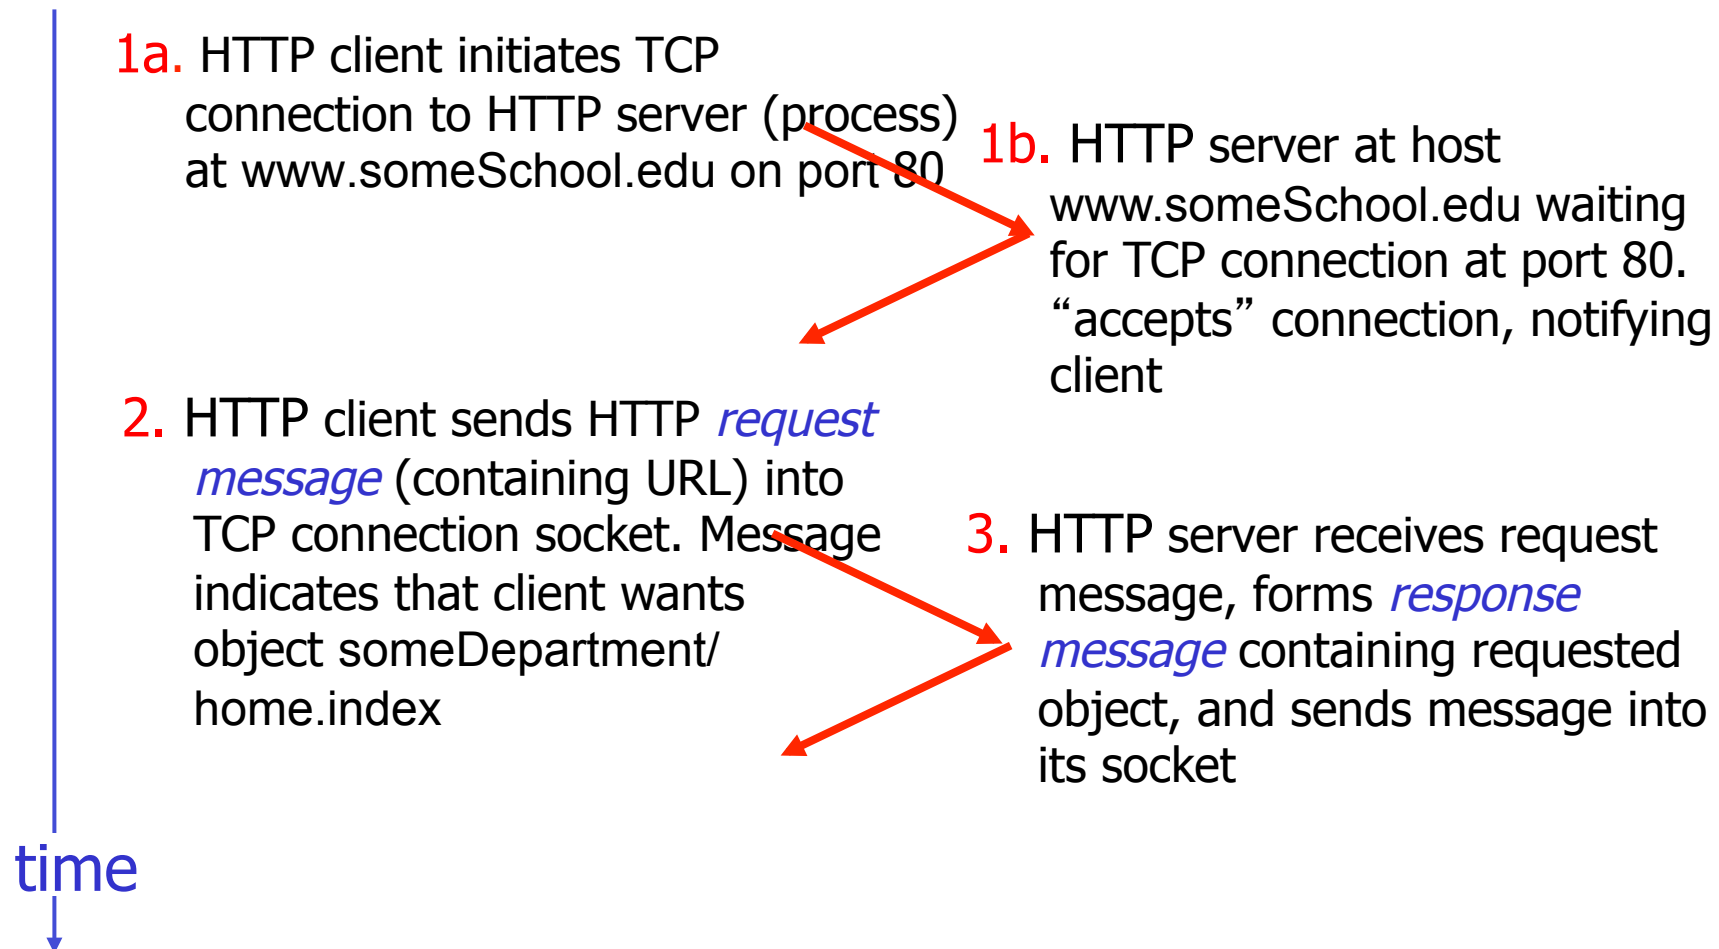 1a. HTTP client initiates TCP
connection to HTTP server (process)
at www.someSchool.edu on port 80
1b. HTTP server at host
www.someSchool.edu waiting
for TCP connection at port 80.
“accepts” connection, notifying
client
2. HTTP client sends HTTP request
message (containing URL) into
TCP connection socket. Message
indicates that client wants
object someDepartment/
home.index
3. HTTP server receives request
message, forms response
message containing requested
object, and sends message into
its socket
time